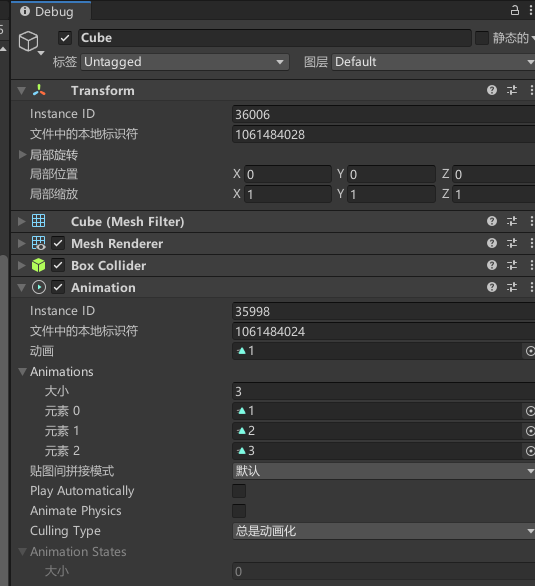 Debug
Cube
静态的
标签 Untagged 图层 Default
Transform
Instance ID 36006
文件中的本地标识符 1061484028
局部旋转
局部位置 X 0 Y 0 Z 0
局部缩放 X 1 Y 1 Z 1
Cube (Mesh Filter)
Mesh Renderer
Box Collider
Animation
Instance ID 35998
文件中的本地标识符 1061484024
动画 1
Animations
大小 3
元素 0 1
元素 1 2
元素 2 3
贴图间拼接模式 默认
Play Automatically
Animate Physics
Culling Type 总是动画化
Animation States
大小 0